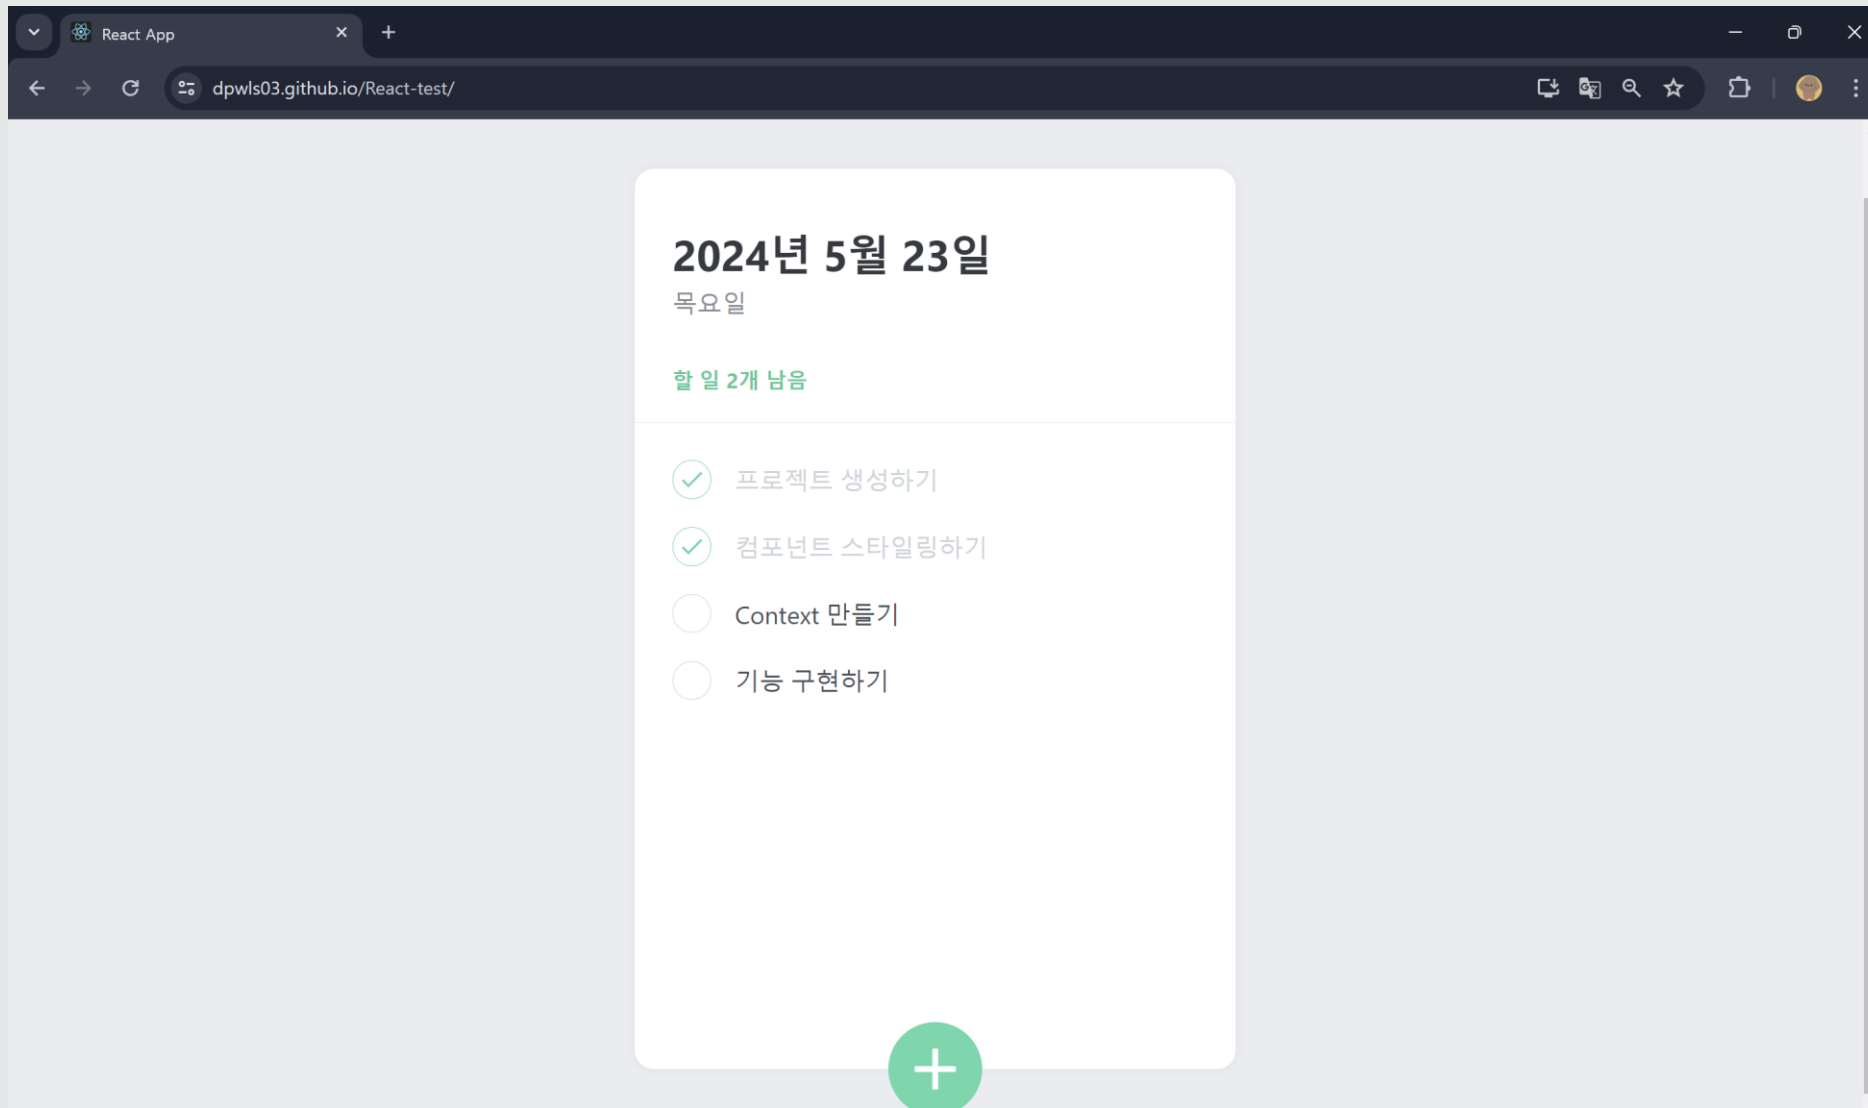 React App
dpwls03.github.io/React-test/
2024년 5월 23일
목요일
할 일 2개 남음
프로젝트 생성하기
컴포넌트 스타일링하기
Context 만들기
기능 구현하기